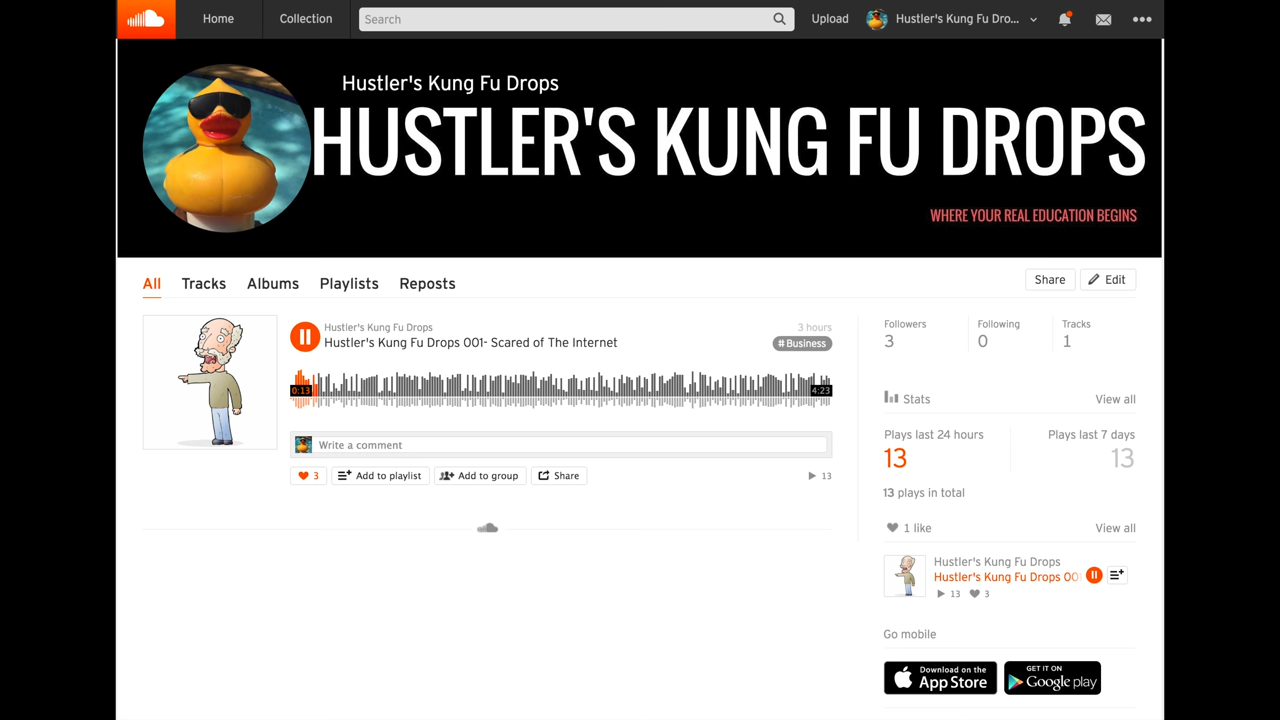 Home
Collection
Search
Upload
Hustler's Kung Fu Dro...
Hustler's Kung Fu Drops
HUSTLER'S KUNG FU DROPS
WHERE YOUR REAL EDUCATION BEGINS
All
Tracks
Albums
Playlists
Reposts
Share
Edit
Hustler's Kung Fu Drops
3 hours
Hustler's Kung Fu Drops 001- Scared of The Internet
# Business
0:13
4:23
Write a comment
3
Add to playlist
Add to group
Share
13
Followers
3
Following
0
Tracks
1
Stats
View all
Plays last 24 hours
13
Plays last 7 days
13
13 plays in total
1 like
View all
Hustler's Kung Fu Drops
Hustler's Kung Fu Drops 00
13
3
Go mobile
Download on the
App Store
GET IT ON
Google play